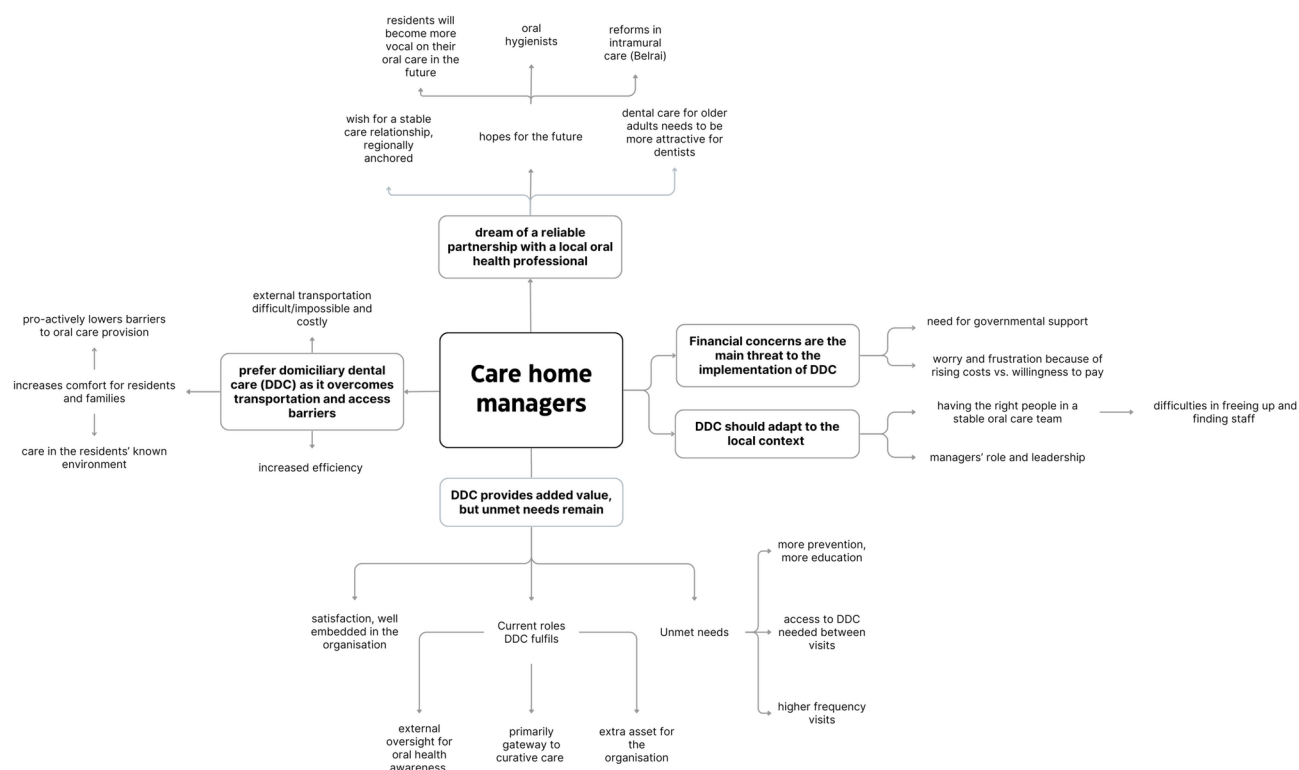 residents will
become more
vocal on their
oral care in the
future
oral
hygienists
reforms in
intramural
care (Belrai)
wish for a stable
care relationship,
regionally
anchored
hopes for the future
dental care for older
adults needs to be
more attractive for
dentists
dream of a reliable
partnership with a local oral
health professional
external transportation
difficult/impossible and
costly
pro-actively lowers barriers
to oral care provision
increases comfort for residents
and families
care in the residents' known
environment
prefer domiciliary dental
care (DDC) as it overcomes
transportation and access
barriers
increased efficiency
Care home
managers
Financial concerns are the
main threat to the
implementation of DDC
need for governmental support
worry and frustration because of
rising costs vs. willingness to pay
DDC should adapt to the
local context
having the right people in a
stable oral care team
difficulties in freeing up and
finding staff
managers' role and leadership
DDC provides added value,
but unmet needs remain
satisfaction, well
embedded in the
organisation
Current roles
DDC fulfils
Unmet needs
more prevention,
more education
access to DDC
needed between
visits
higher frequency
visits
external
oversight for
oral health
awareness
primarily
gateway to
curative care
extra asset for
the
organisation